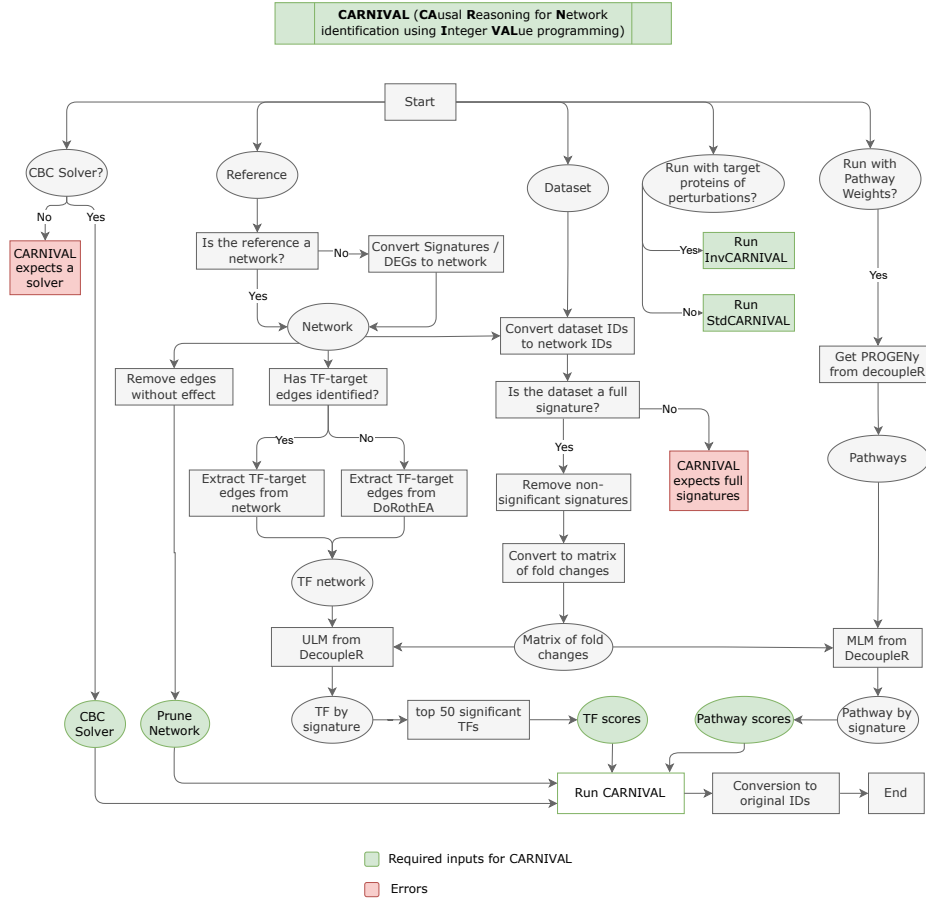 CARNIVAL (CAusal Reasoning for Network
identification using Integer VALue programming)
Start
CBC Solver?
Reference
Dataset
Run with target
proteins of
perturbations?
Run with
Pathway
Weights?
No
Yes
CARNIVAL
expects a
solver
Is the reference a
network?
No
Convert Signatures /
DEGs to network
Yes
Run
InvCARNIVAL
No
Run
StdCARNIVAL
Yes
Yes
Network
Convert dataset IDs
to network IDs
Get PROGENy
from decoupleR
Remove edges
without effect
Has TF-target
edges identified?
Is the dataset a full
signature?
No
Yes
No
Yes
CARNIVAL
expects full
signatures
Pathways
Extract TF-target
edges from
network
Extract TF-target
edges from
DoRothEA
Remove non-
significant signatures
Convert to matrix
of fold changes
TF network
ULM from
DecoupleR
Matrix of fold
changes
MLM from
DecoupleR
CBC
Solver
Prune
Network
TF by
signature
top 50 significant
TFs
TF scores
Pathway scores
Pathway by
signature
Run CARNIVAL
Conversion to
original IDs
End
Required inputs for CARNIVAL
Errors